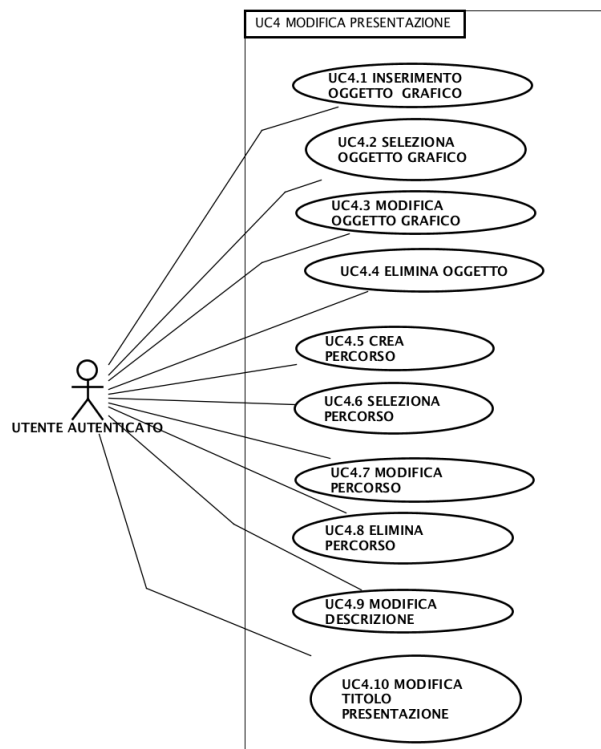 UC4 MODIFICA PRESENTAZIONE
UC4.1 INSERIMENTO
OGGETTO GRAFICO
UC4.2 SELEZIONA
OGGETTO GRAFICO
UC4.3 MODIFICA
OGGETTO GRAFICO
UC4.4 ELIMINA OGGETTO
UC4.5 CREA
PERCORSO
UC4.6 SELEZIONA
PERCORSO
UTENTE AUTENTICATO
UC4.7 MODIFICA
PERCORSO
UC4.8 ELIMINA
PERCORSO
UC4.9 MODIFICA
DESCRIZIONE
UC4.10 MODIFICA
TITOLO
PRESENTAZIONE